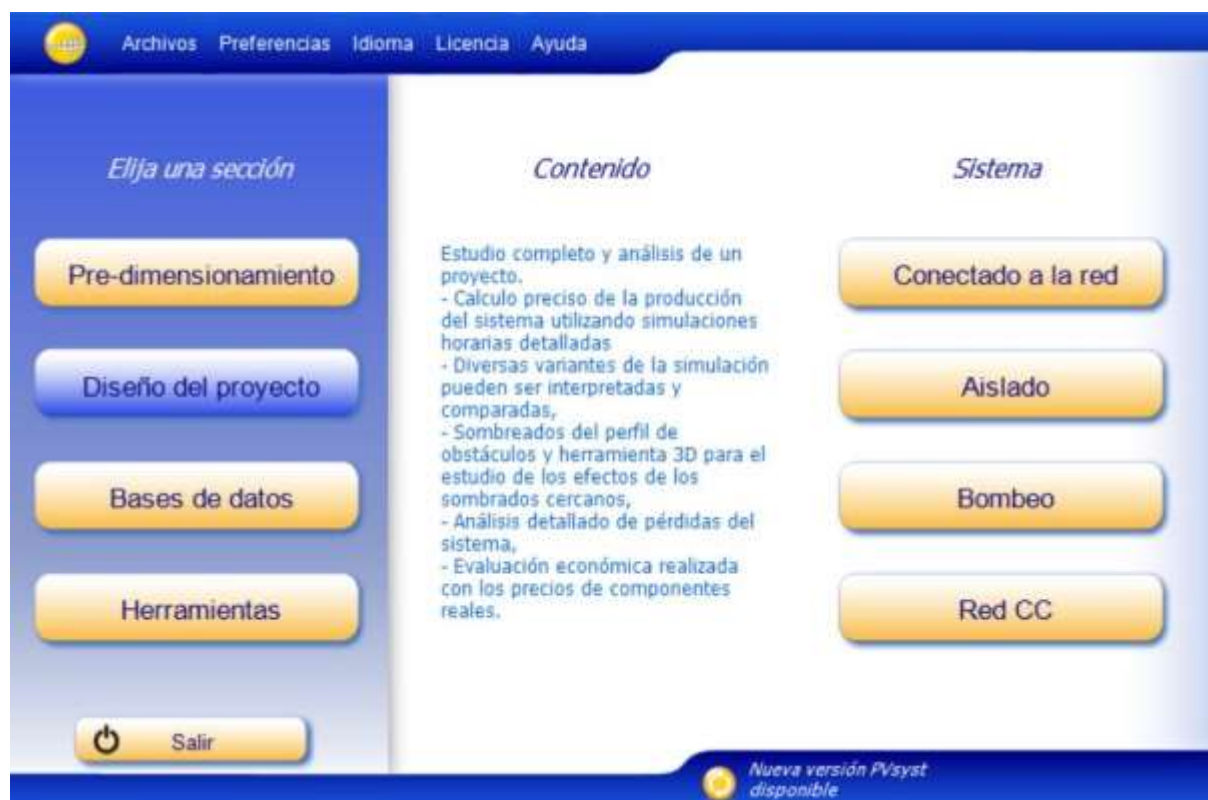 Archivos Preferencias Idioma Licencia Ayuda
Elija una sección
Pre-dimensionamiento
Diseño del proyecto
Bases de datos
Herramientas
Salir
Contenido
Estudio completo y análisis de un
proyecto.
- Calculo preciso de la producción
del sistema utilizando simulaciones
horarias detalladas
- Diversas variantes de la simulación
pueden ser interpretadas y
comparadas,
- Sombreados del perfil de
obstáculos y herramienta 3D para el
estudio de los efectos de los
sombrados cercanos,
- Análisis detallado de pérdidas del
sistema,
- Evaluación económica realizada
con los precios de componentes
reales.
Sistema
Conectado a la red
Aislado
Bombeo
Red CC
Nueva versión PVsyst
disponible